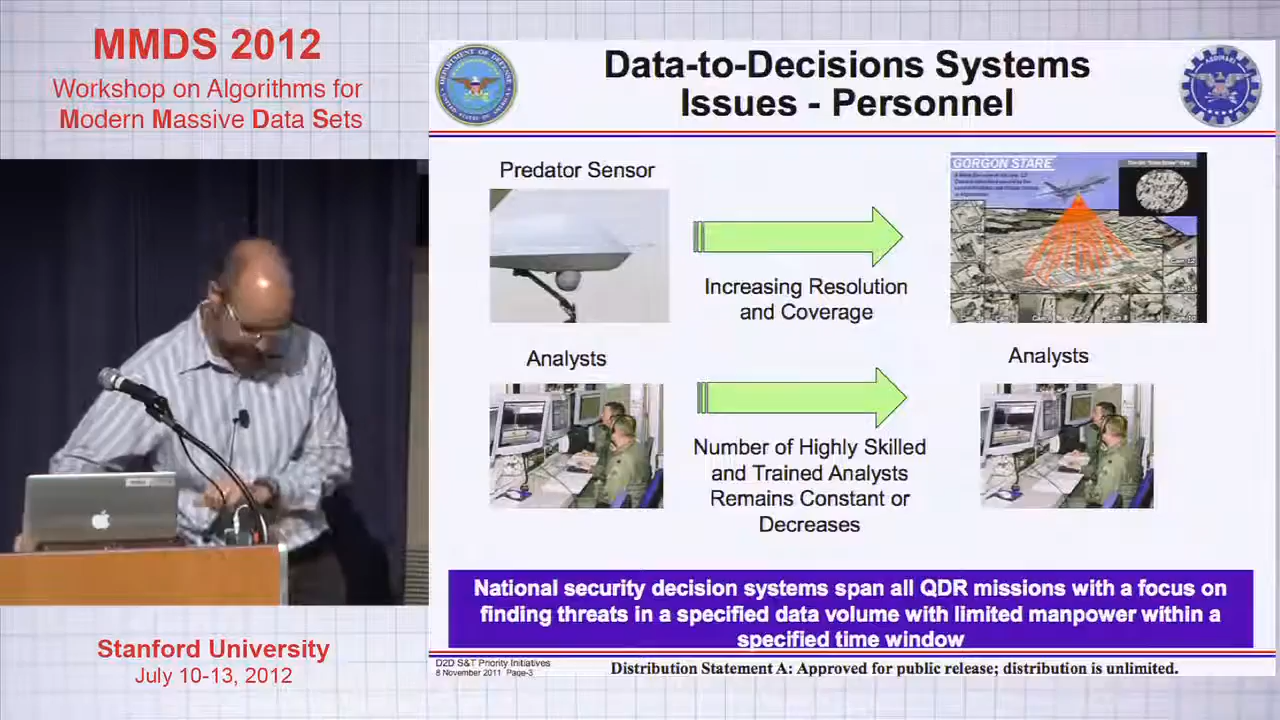 MMDS 2012
Workshop on Algorithms for
Modern Massive Data Sets
Data-to-Decisions Systems
Issues - Personnel
Predator Sensor
GORGON STARE
Increasing Resolution
and Coverage
Analysts
Analysts
Number of Highly Skilled
and Trained Analysts
Remains Constant or
Decreases
National security decision systems span all QDR missions with a focus on
finding threats in a specified data volume with limited manpower within a
specified time window
D2D S&T Priority Initiatives
8 November 2011 Page-3
Distribution Statement A: Approved for public release; distribution is unlimited.
Stanford University
July 10-13, 2012